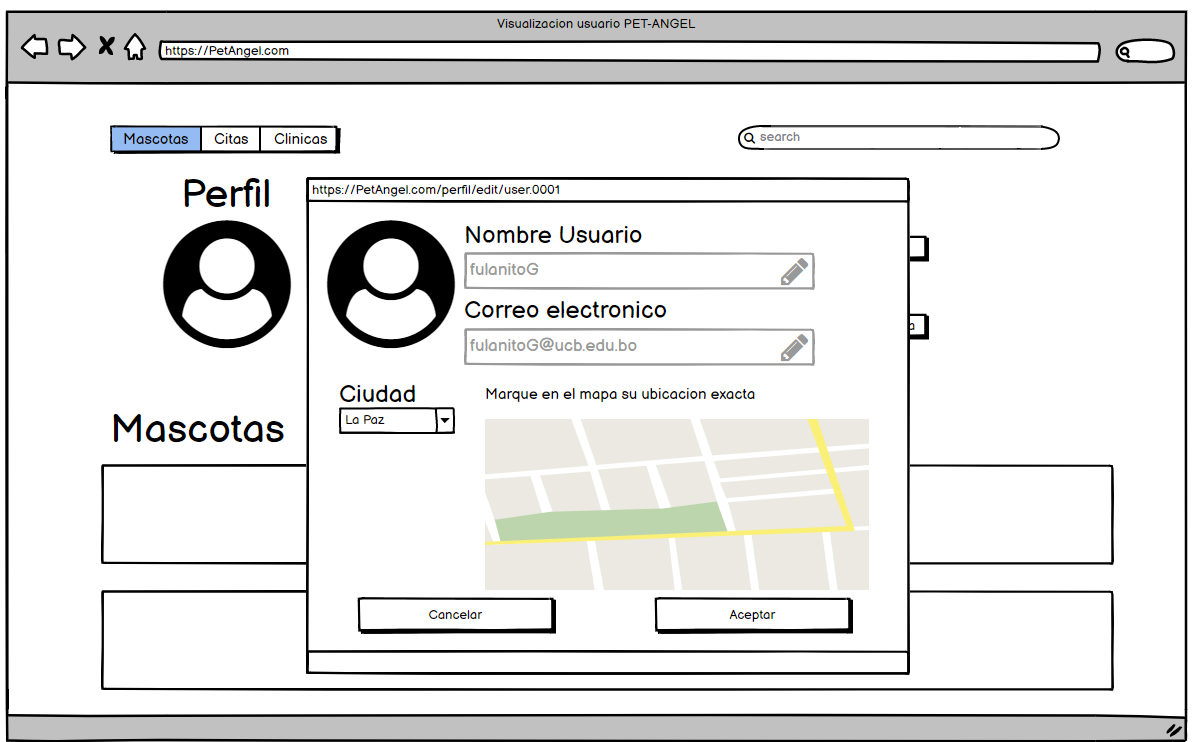 Visualizacion usuario PET-ANGEL
https://PetAngel.com
Mascotas Citas Clinicas
search
Perfil
https://PetAngel.com/perfil/edit/user.0001
Nombre Usuario
fulanitoG
Correo electronico
fulanitoG@ucb.edu.bo
a
Ciudad
La Paz
Marque en el mapa su ubicacion exacta
Mascotas
Cancelar
Aceptar